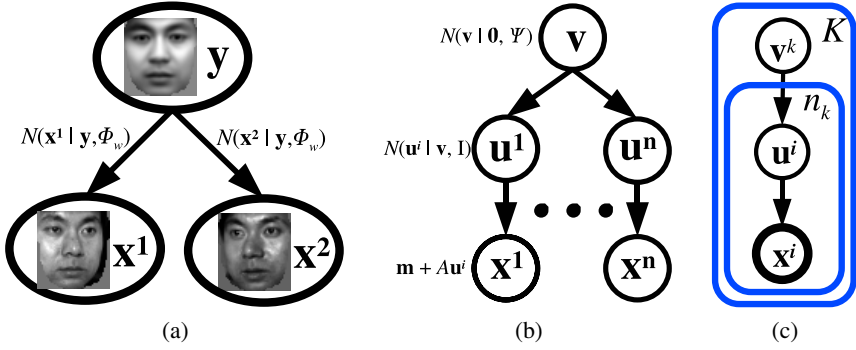 y
N(x¹ | y,Φ_w) N(x² | y,Φ_w)
x¹ x²
(a)
N(v | 0, Ψ) v
N(uⁱ | v, I) u¹ uⁿ
• • •
m + Auⁱ x¹ xⁿ
(b)
K
vᵏ
n_k
uⁱ
xⁱ
(c)